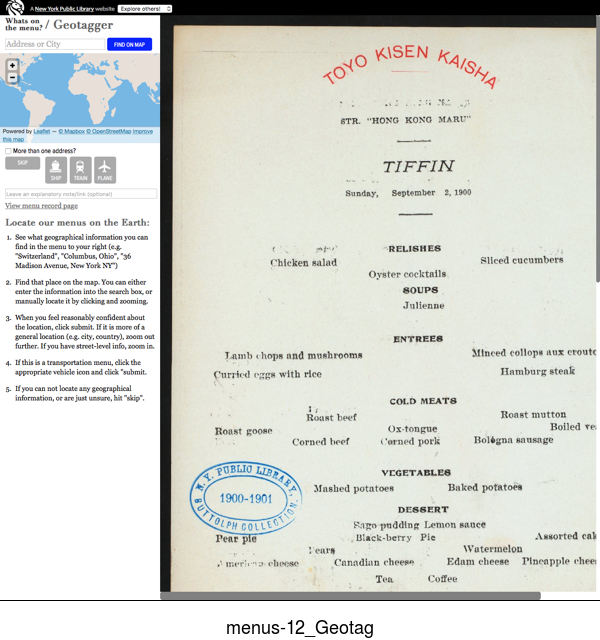 A New York Public Library website Explore others!
Whats on the menu? / Geotagger
Address or City FIND ON MAP
+
−
Powered by Leaflet — © Mapbox © OpenStreetMap Improve this map
More than one address?
SKIP SHIP TRAIN PLANE
Leave an explanatory note/link (optional)
View menu record page
Locate our menus on the Earth:
1. See what geographical information you can
find in the menu to your right (e.g.
"Switzerland", "Columbus, Ohio", "36
Madison Avenue, New York NY")
2. Find that place on the map. You can either
enter the information into the search box, or
manually locate it by clicking and zooming.
3. When you feel reasonably confident about
the location, click submit. If it is more of a
general location (e.g. city, country), zoom out
further. If you have street-level info, zoom in.
4. If this is a transportation menu, click the
appropriate vehicle icon and click "submit.
5. If you can not locate any geographical
information, or are just unsure, hit "skip".
TOYO KISEN KAISHA
STR. "HONG KONG MARU"
TIFFIN
Sunday, September 2, 1900
RELISHES
Chicken salad Sliced cucumbers
Oyster cocktails
SOUPS
Julienne
ENTREES
Lamb chops and mushrooms Minced collops aux crouto
Curried eggs with rice Hamburg steak
COLD MEATS
Roast beef Roast mutton
Roast goose Ox-tongue Boiled ve
Corned beef Corned pork Bologna sausage
VEGETABLES
Mashed potatoes Baked potatoes
DESSERT
Sago pudding Lemon sauce
Pear pie Black-berry Pie Assorted cak
Pears Watermelon
American cheese Canadian cheese Edam cheese Pineapple chee
Tea Coffee
N. Y. PUBLIC LIBRARY,
1900-1901
BUTTOLPH COLLECTION.
menus-12_Geotag